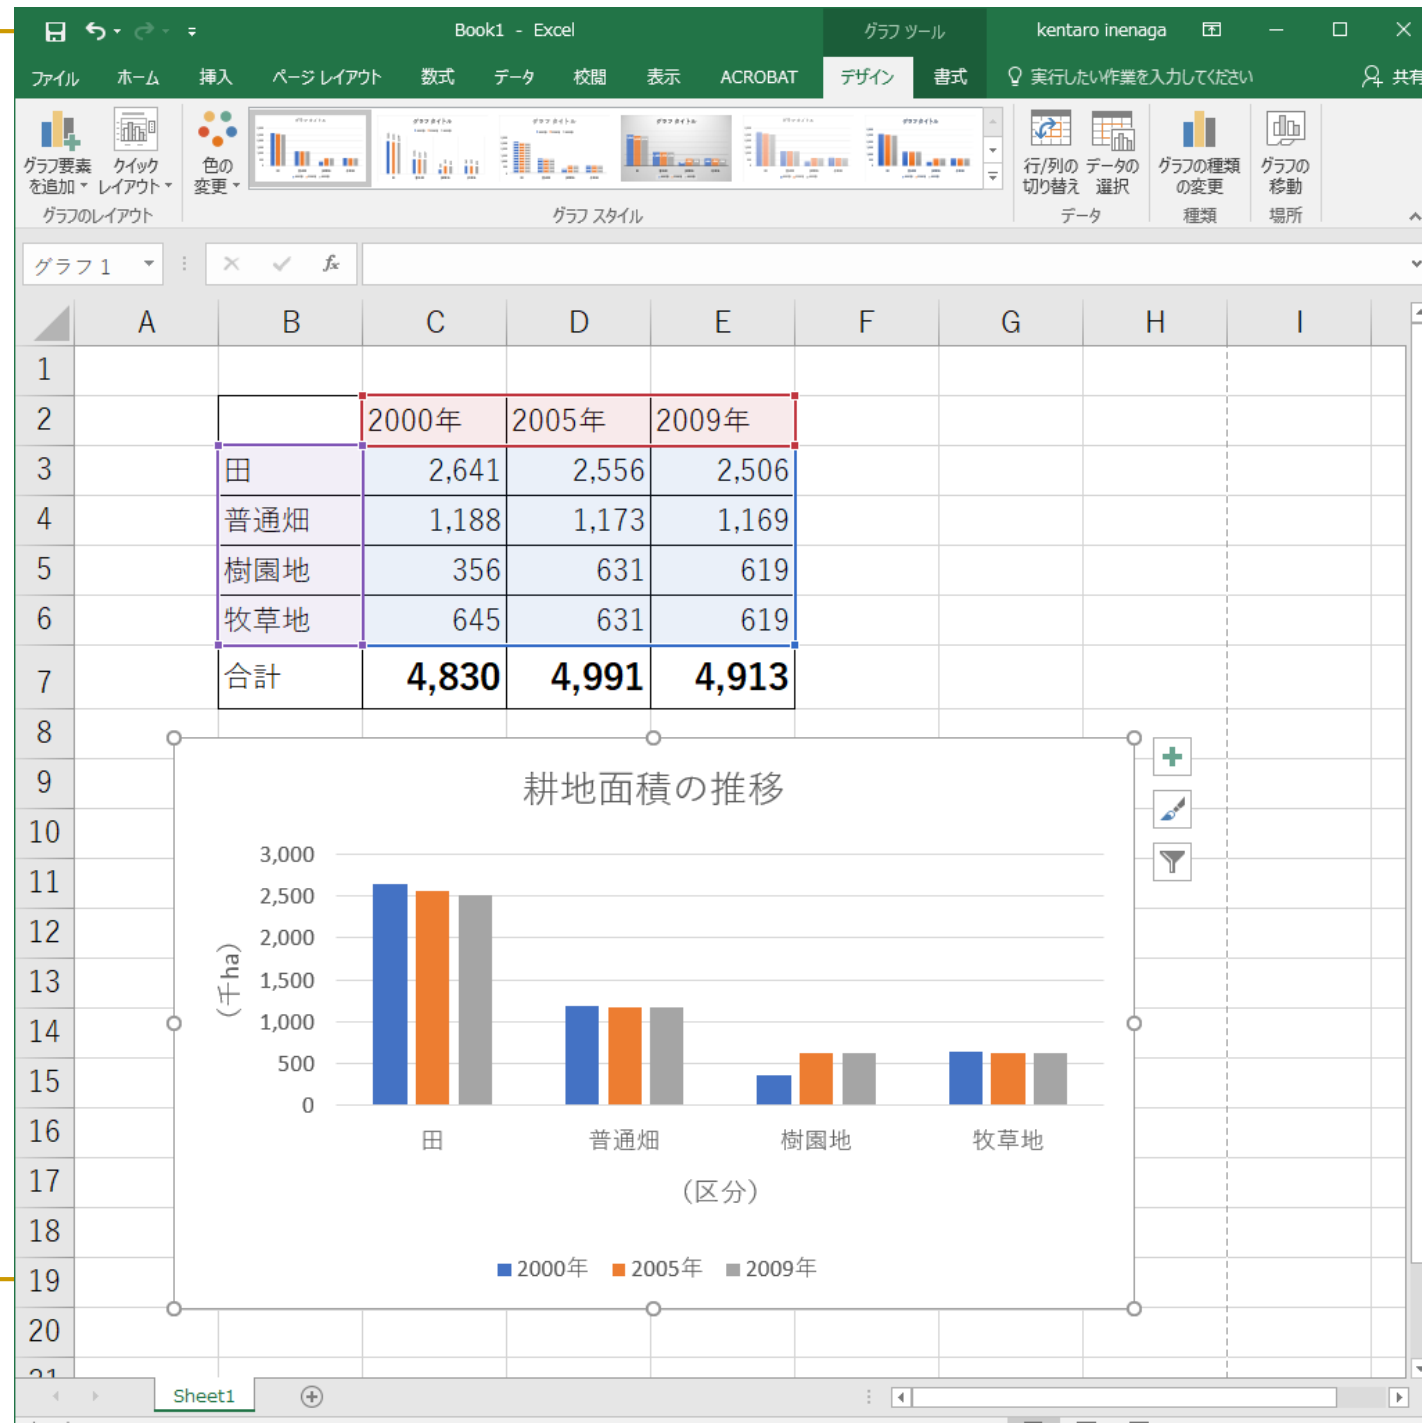 Book1 - Excel
グラフ ツール
kentaro inenaga
ファイル ホーム 挿入 ページ レイアウト 数式 データ 校閲 表示 ACROBAT デザイン 書式 実行したい作業を入力してください 共有
グラフ要素
を追加
クイック
レイアウト
色の
変更
行/列の
切り替え
データの
選択
グラフの種類
の変更
グラフの
移動
グラフのレイアウト グラフ スタイル データ 種類 場所
グラフ 1
fx
A B C D E F G H I
1
2 2000年 2005年 2009年
3 田 2,641 2,556 2,506
4 普通畑 1,188 1,173 1,169
5 樹園地 356 631 619
6 牧草地 645 631 619
7 合計 4,830 4,991 4,913
8
9
10
11
12
13
14
15
16
17
18
19
20
21
耕地面積の推移
3,000
2,500
2,000
1,500
1,000
500
0
（千ha）
田 普通畑 樹園地 牧草地
（区分）
2000年 2005年 2009年
Sheet1